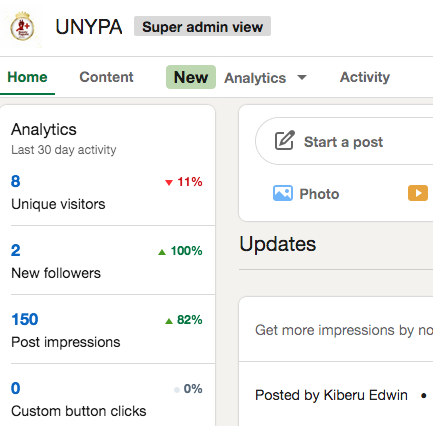 UNYPA Super admin view
Home Content New Analytics Activity
Analytics
Last 30 day activity
8 11%
Unique visitors
2 100%
New followers
150 82%
Post impressions
0 0%
Custom button clicks
Start a post
Photo
Updates
Get more impressions by no
Posted by Kiberu Edwin •